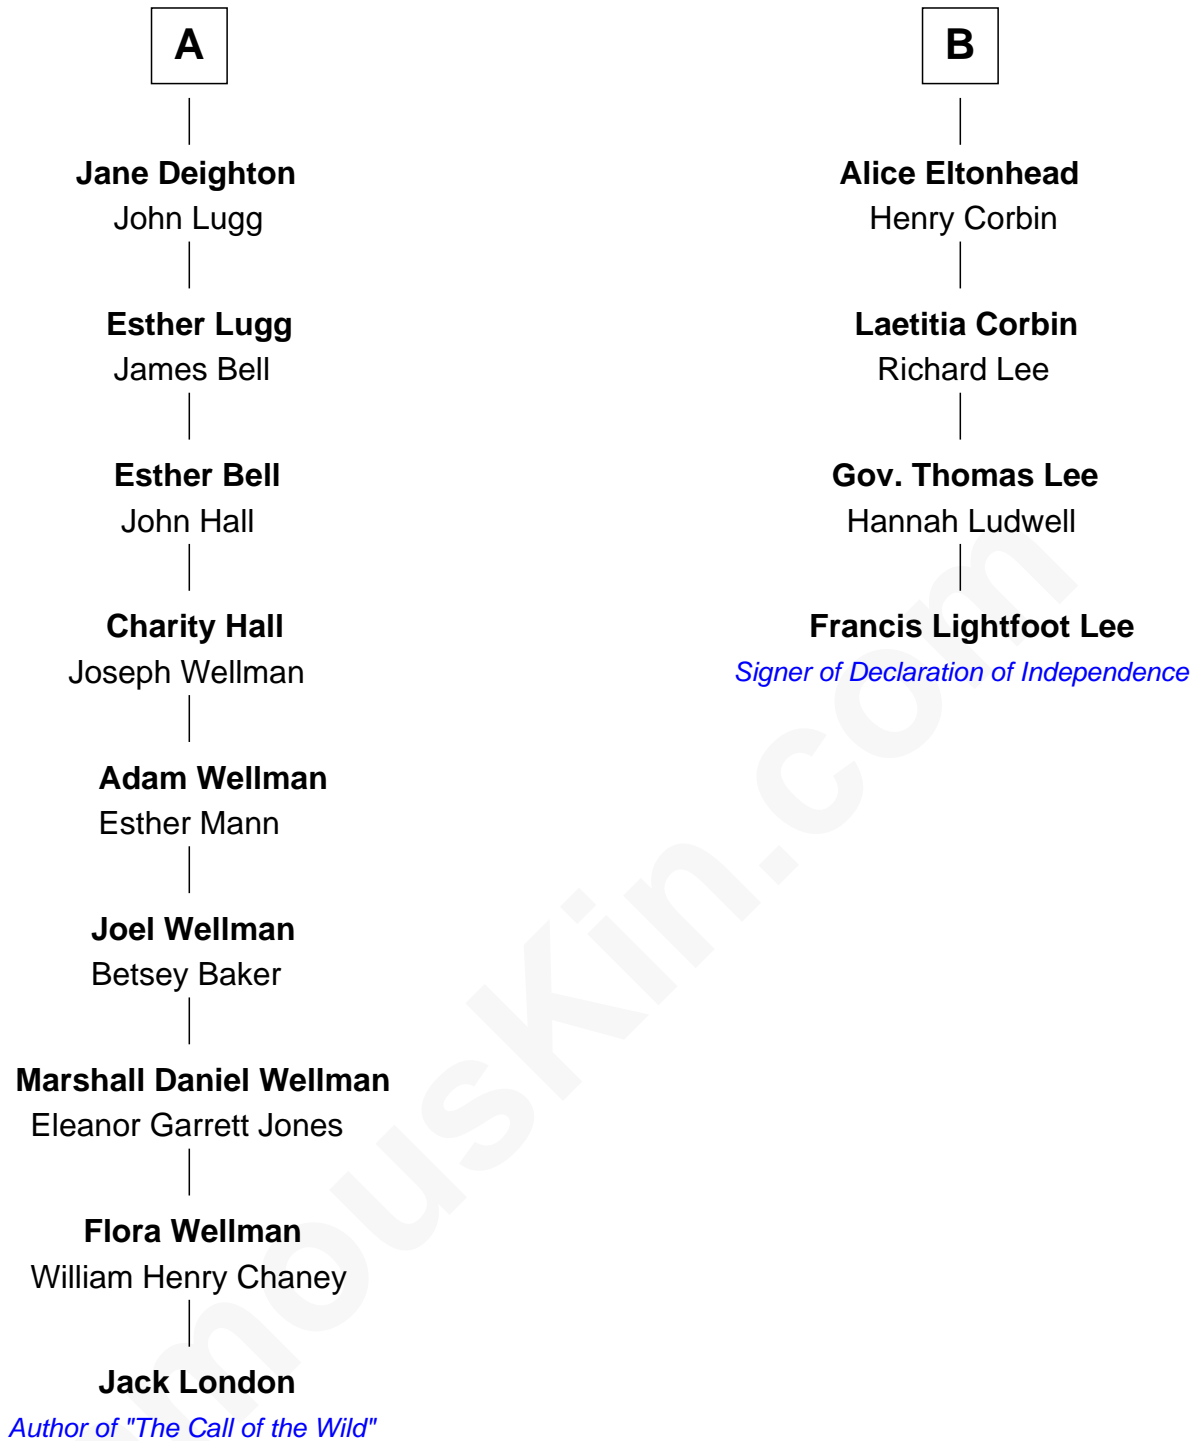 A
Jane Deighton
John Lugg
Esther Lugg
James Bell
Esther Bell
John Hall
Charity Hall
Joseph Wellman
Adam Wellman
Esther Mann
Joel Wellman
Betsey Baker
Marshall Daniel Wellman
Eleanor Garrett Jones
Flora Wellman
William Henry Chaney
Jack London
Author of "The Call of the Wild"
B
Alice Eltonhead
Henry Corbin
Laetitia Corbin
Richard Lee
Gov. Thomas Lee
Hannah Ludwell
Francis Lightfoot Lee
Signer of Declaration of Independence
mousKin.com